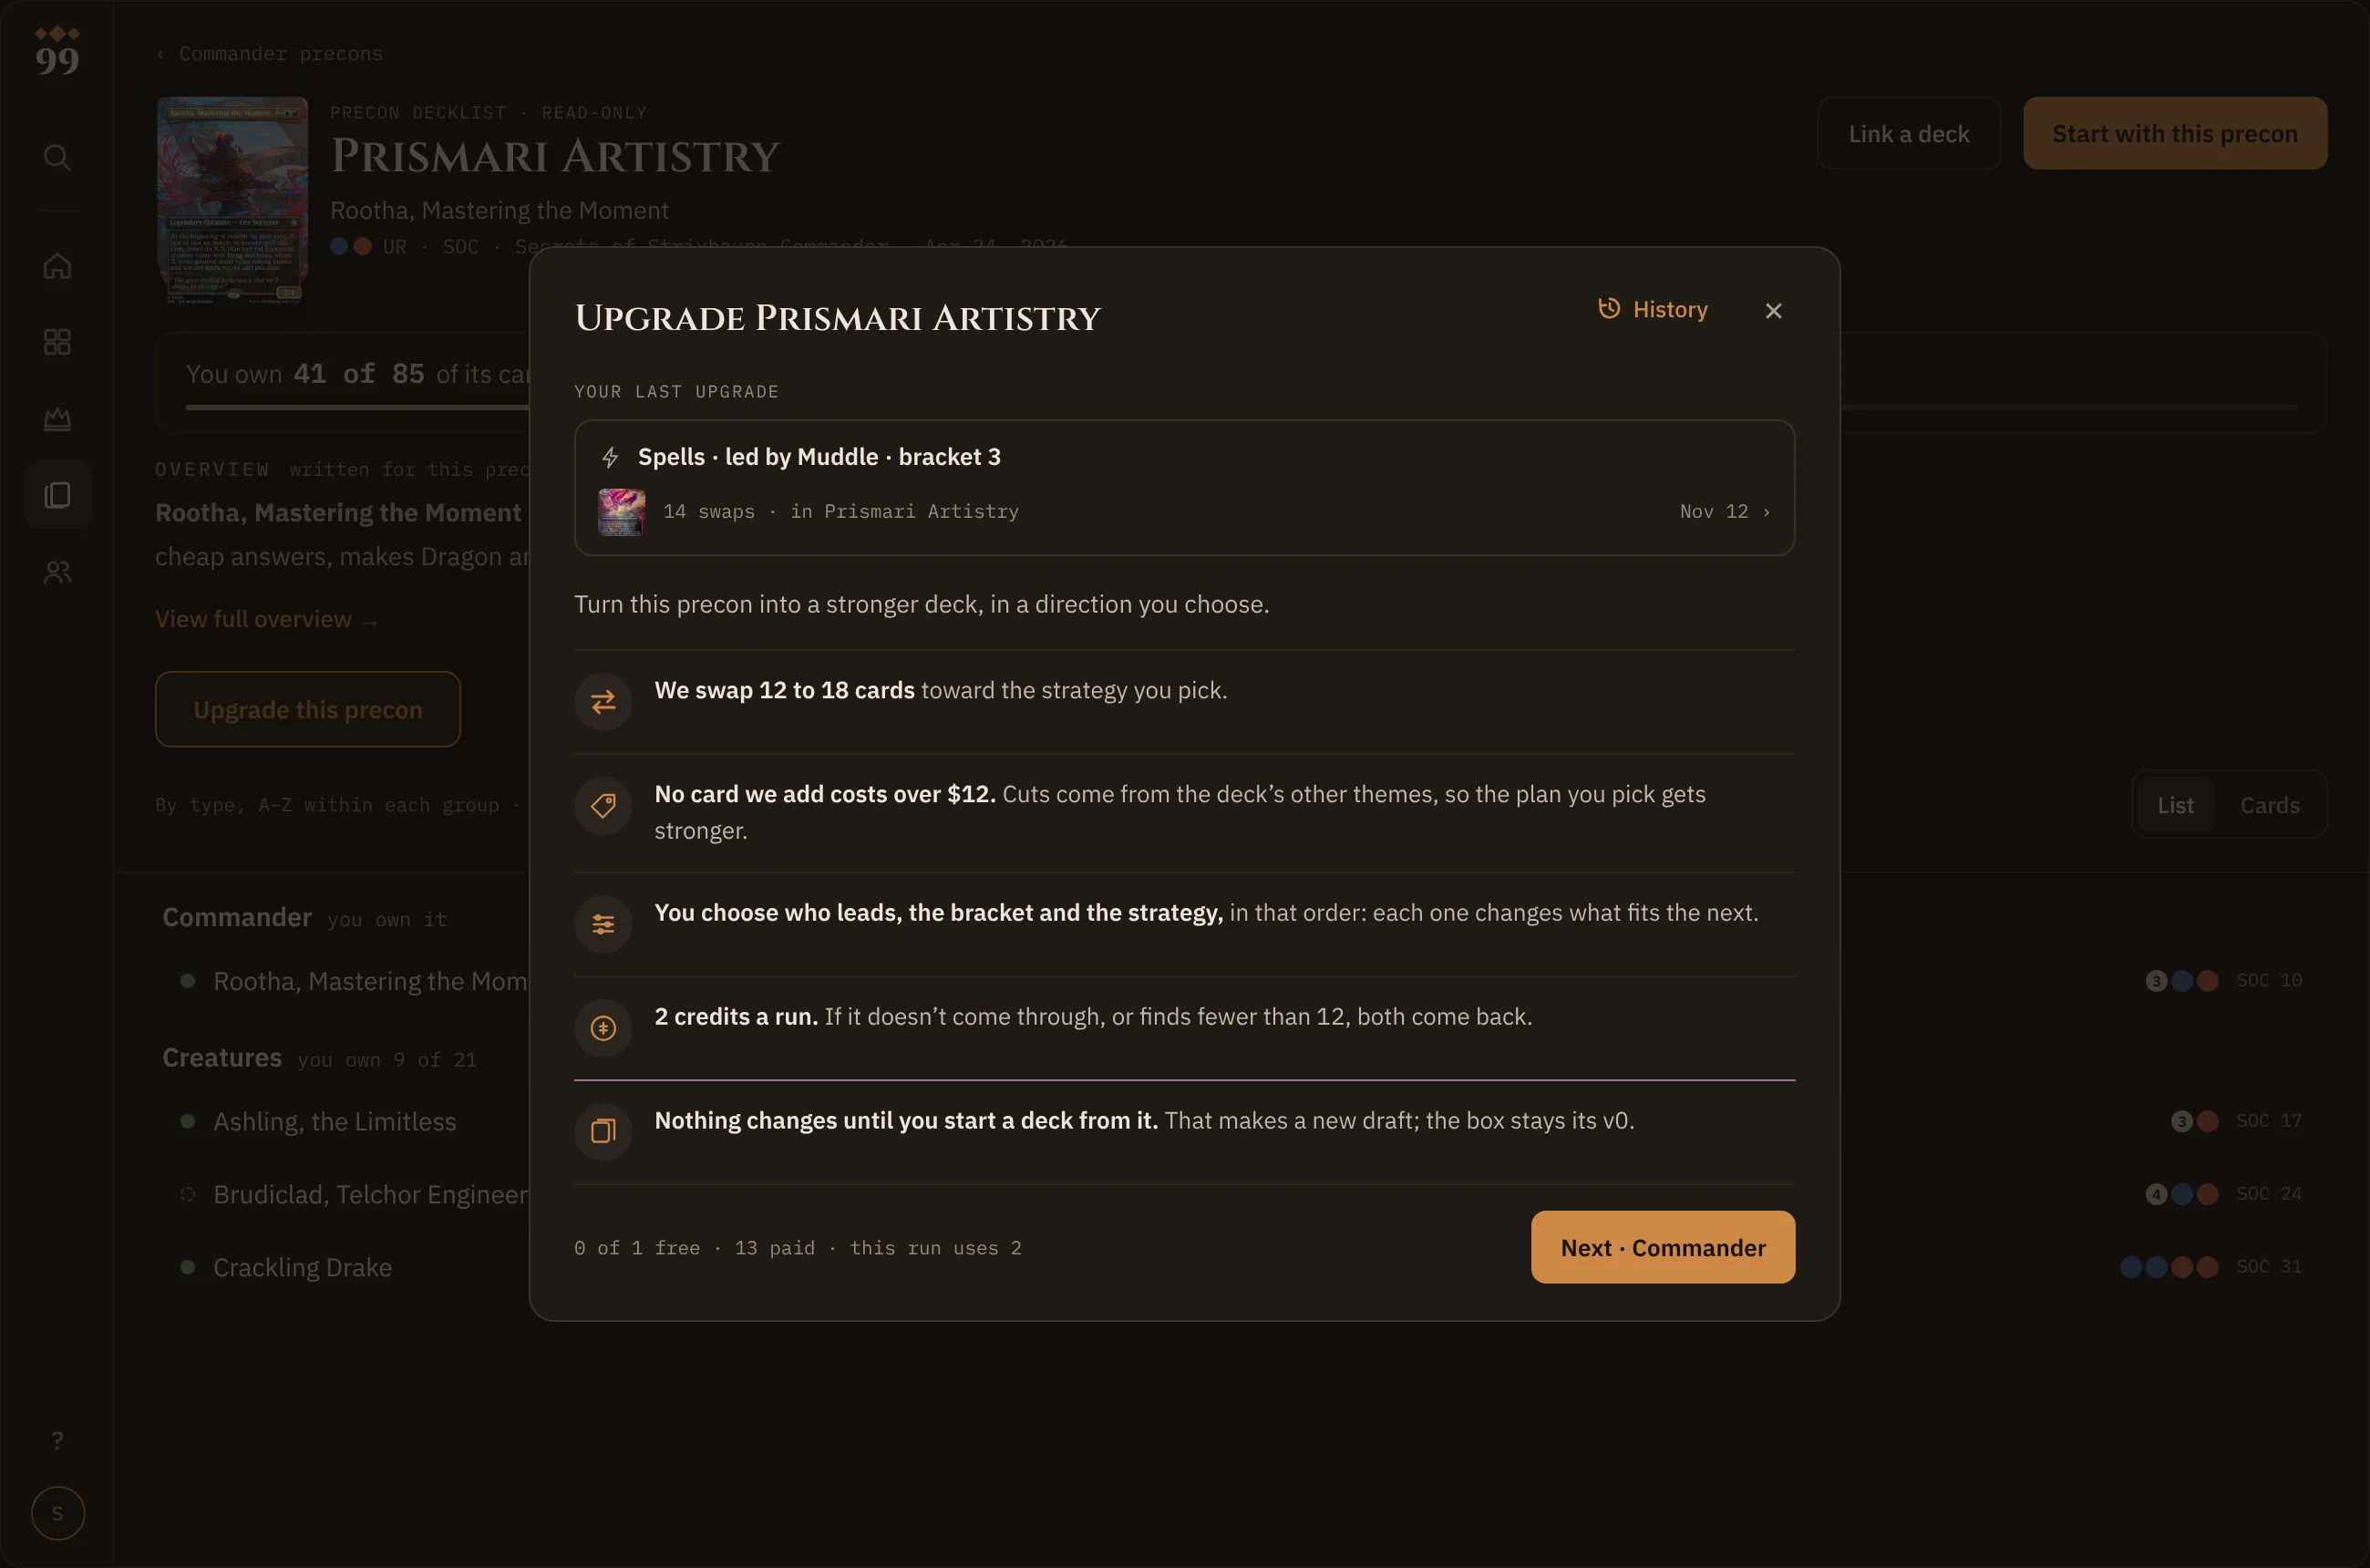 99
‹ Commander precons
PRECON DECKLIST · READ-ONLY
PRISMARI ARTISTRY
Rootha, Mastering the Moment
UR · SOC · Secrets of Strixhaven Commander · Apr 24, 2026
Link a deck
Start with this precon
You own 41 of 85 of its car
OVERVIEW written for this prec
Rootha, Mastering the Moment
cheap answers, makes Dragon ar
View full overview →
Upgrade this precon
By type, A–Z within each group ·
List
Cards
Commander you own it
Rootha, Mastering the Mom
3
SOC 10
Creatures you own 9 of 21
Ashling, the Limitless
3
SOC 17
Brudiclad, Telchor Engineer
4
SOC 24
Crackling Drake
SOC 31
?
S
UPGRADE PRISMARI ARTISTRY
History
YOUR LAST UPGRADE
Spells · led by Muddle · bracket 3
14 swaps · in Prismari Artistry
Nov 12 ›
Turn this precon into a stronger deck, in a direction you choose.
We swap 12 to 18 cards toward the strategy you pick.
No card we add costs over $12. Cuts come from the deck’s other themes, so the plan you pick gets
stronger.
You choose who leads, the bracket and the strategy, in that order: each one changes what fits the next.
2 credits a run. If it doesn’t come through, or finds fewer than 12, both come back.
Nothing changes until you start a deck from it. That makes a new draft; the box stays its v0.
0 of 1 free · 13 paid · this run uses 2
Next · Commander